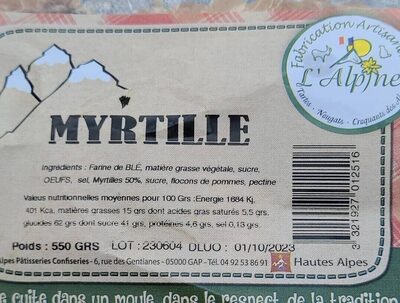 Fabrication Artisana
L'Alpine
Tartes - Nougats - Croquants des
MYRTILLE
Ingrédients : Farine de BLÉ, matière grasse végétale, sucre,
OEUFS, sel, Myrtilles 50%, sucre, flocons de pommes, pectine
Valeus nutritionnelles moyennes pour 100 Grs :Energie 1684 Kj.
401 Kca, matières grasses 15 grs dont acides gras saturés 5,5 grs.
glucides 62 grs dont sucre 41 grs, protéines 4,6 grs, sel 0,13 grs.
Poids : 550 GRS LOT : 230604 DLUO : 01/10/2023
Alpes Pâtisseries Confiseries - 6, rue des Gentianes - 05000 GAP - Tél. 04 92 53 86 91 Hautes Alpes
3 321927 012516
e cuite dans un moule, dans le respect de la tradition